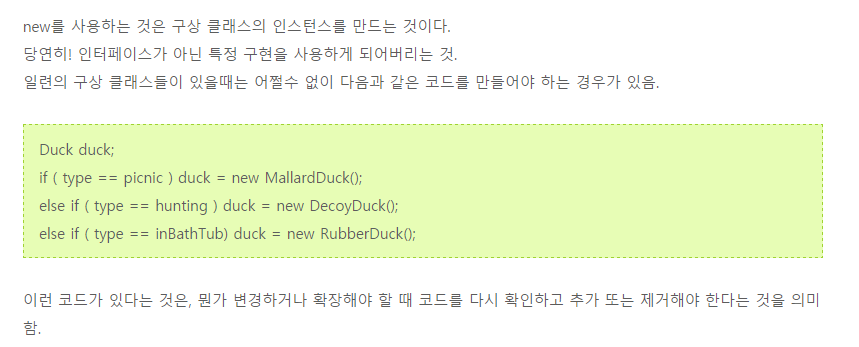 new를 사용하는 것은 구상 클래스의 인스턴스를 만드는 것이다.
당연히! 인터페이스가 아닌 특정 구현을 사용하게 되어버리는 것.
일련의 구상 클래스들이 있을때는 어쩔수 없이 다음과 같은 코드를 만들어야 하는 경우가 있음.
Duck duck;
if ( type == picnic ) duck = new MallardDuck();
else if ( type == hunting ) duck = new DecoyDuck();
else if ( type == inBathTub) duck = new RubberDuck();
이런 코드가 있다는 것은, 뭔가 변경하거나 확장해야 할 때 코드를 다시 확인하고 추가 또는 제거해야 한다는 것을 의미
함.